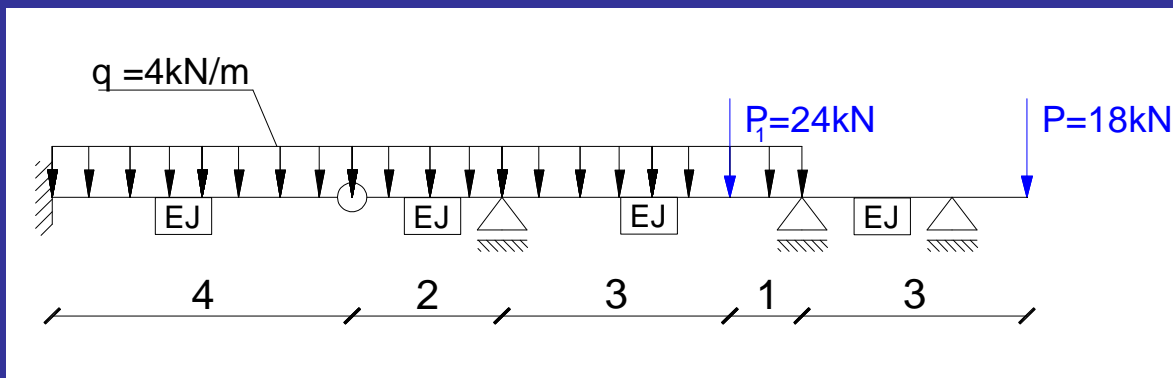 q =4kN/m
P1=24kN
P=18kN
EJ
EJ
EJ
EJ
4
2
3
1
3